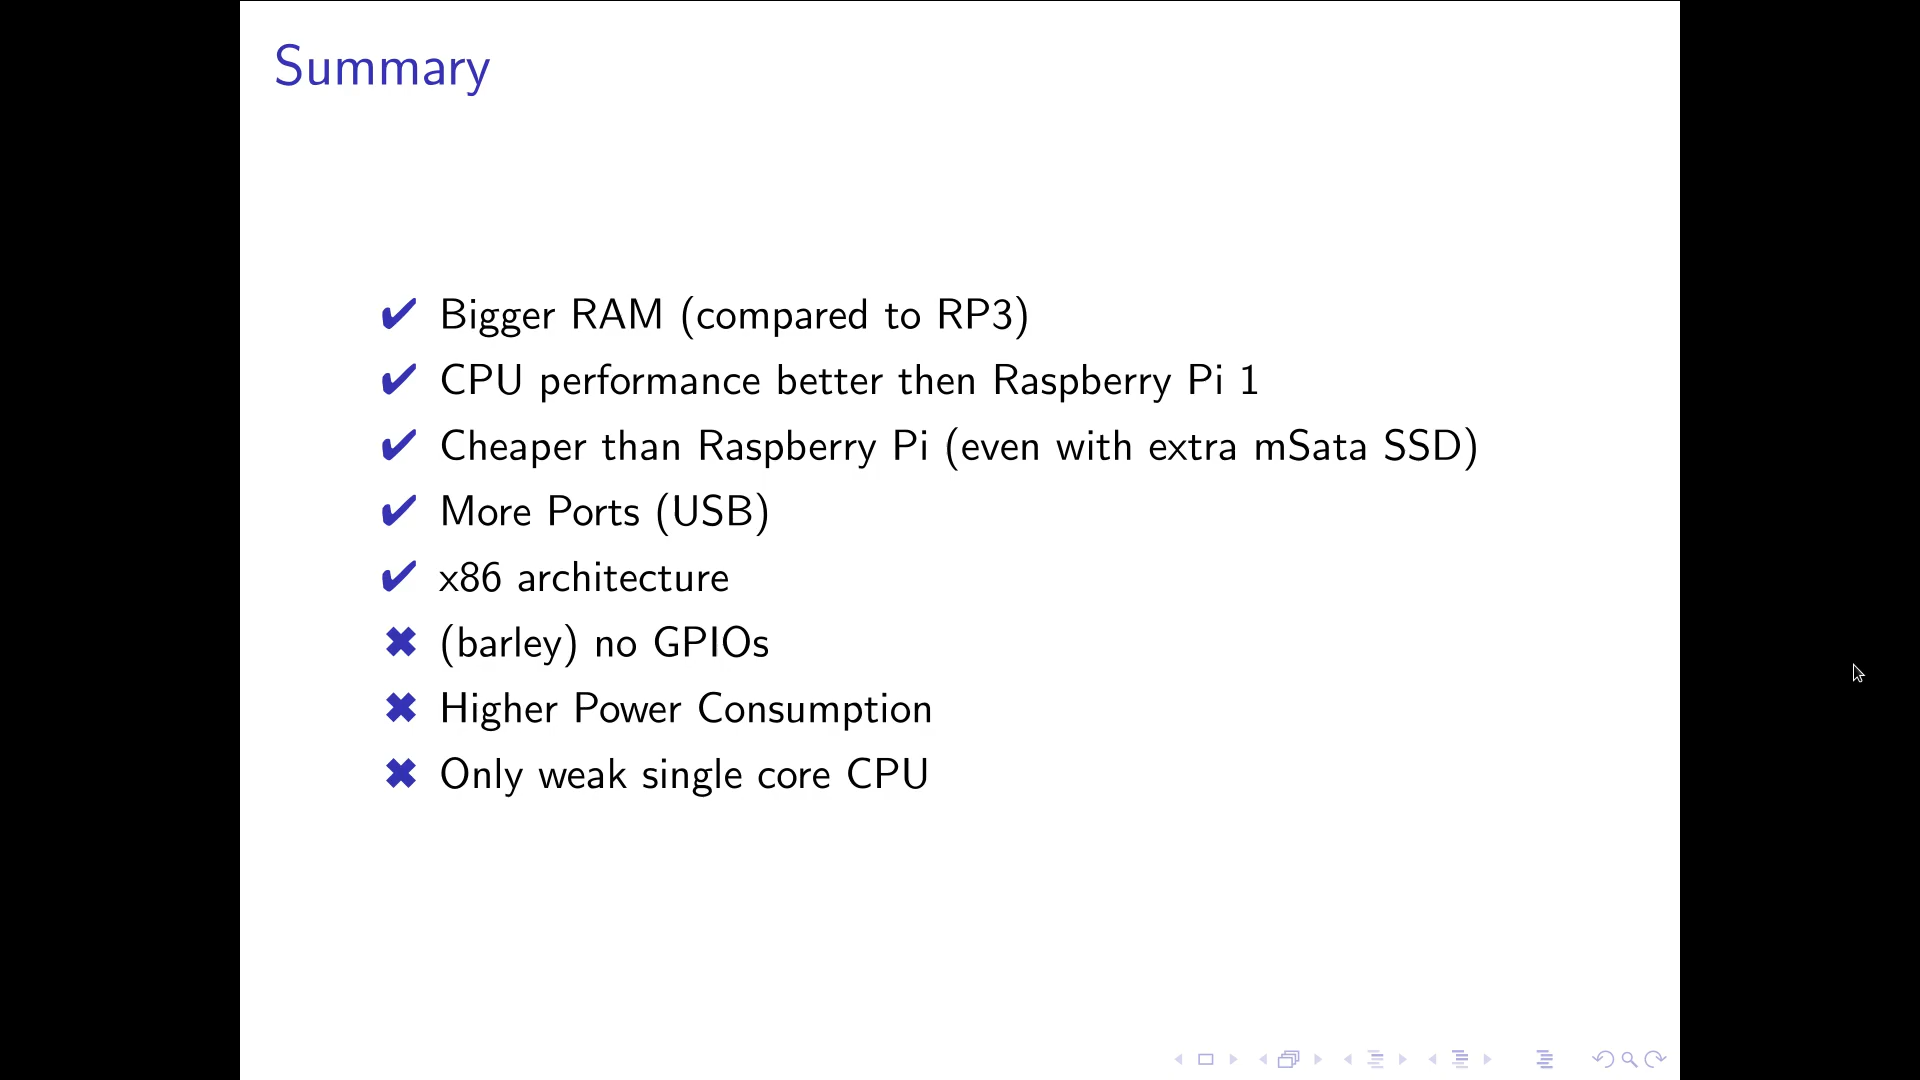 Summary
✔ Bigger RAM (compared to RP3)
✔ CPU performance better then Raspberry Pi 1
✔ Cheaper than Raspberry Pi (even with extra mSata SSD)
✔ More Ports (USB)
✔ x86 architecture
✖ (barley) no GPIOs
✖ Higher Power Consumption
✖ Only weak single core CPU